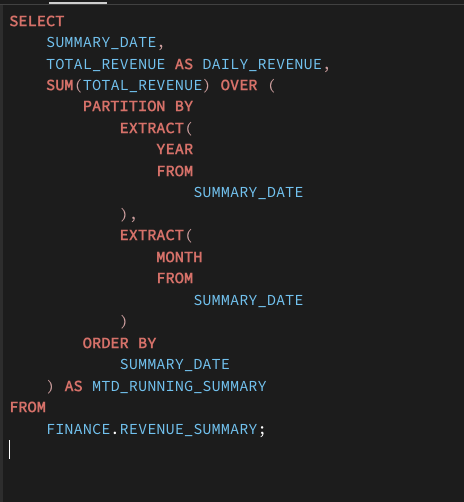 SELECT
    SUMMARY_DATE,
    TOTAL_REVENUE AS DAILY_REVENUE,
    SUM(TOTAL_REVENUE) OVER (
        PARTITION BY
            EXTRACT(
                YEAR
                FROM
                    SUMMARY_DATE
            ),
            EXTRACT(
                MONTH
                FROM
                    SUMMARY_DATE
            )
        ORDER BY
            SUMMARY_DATE
    ) AS MTD_RUNNING_SUMMARY
FROM
    FINANCE.REVENUE_SUMMARY;